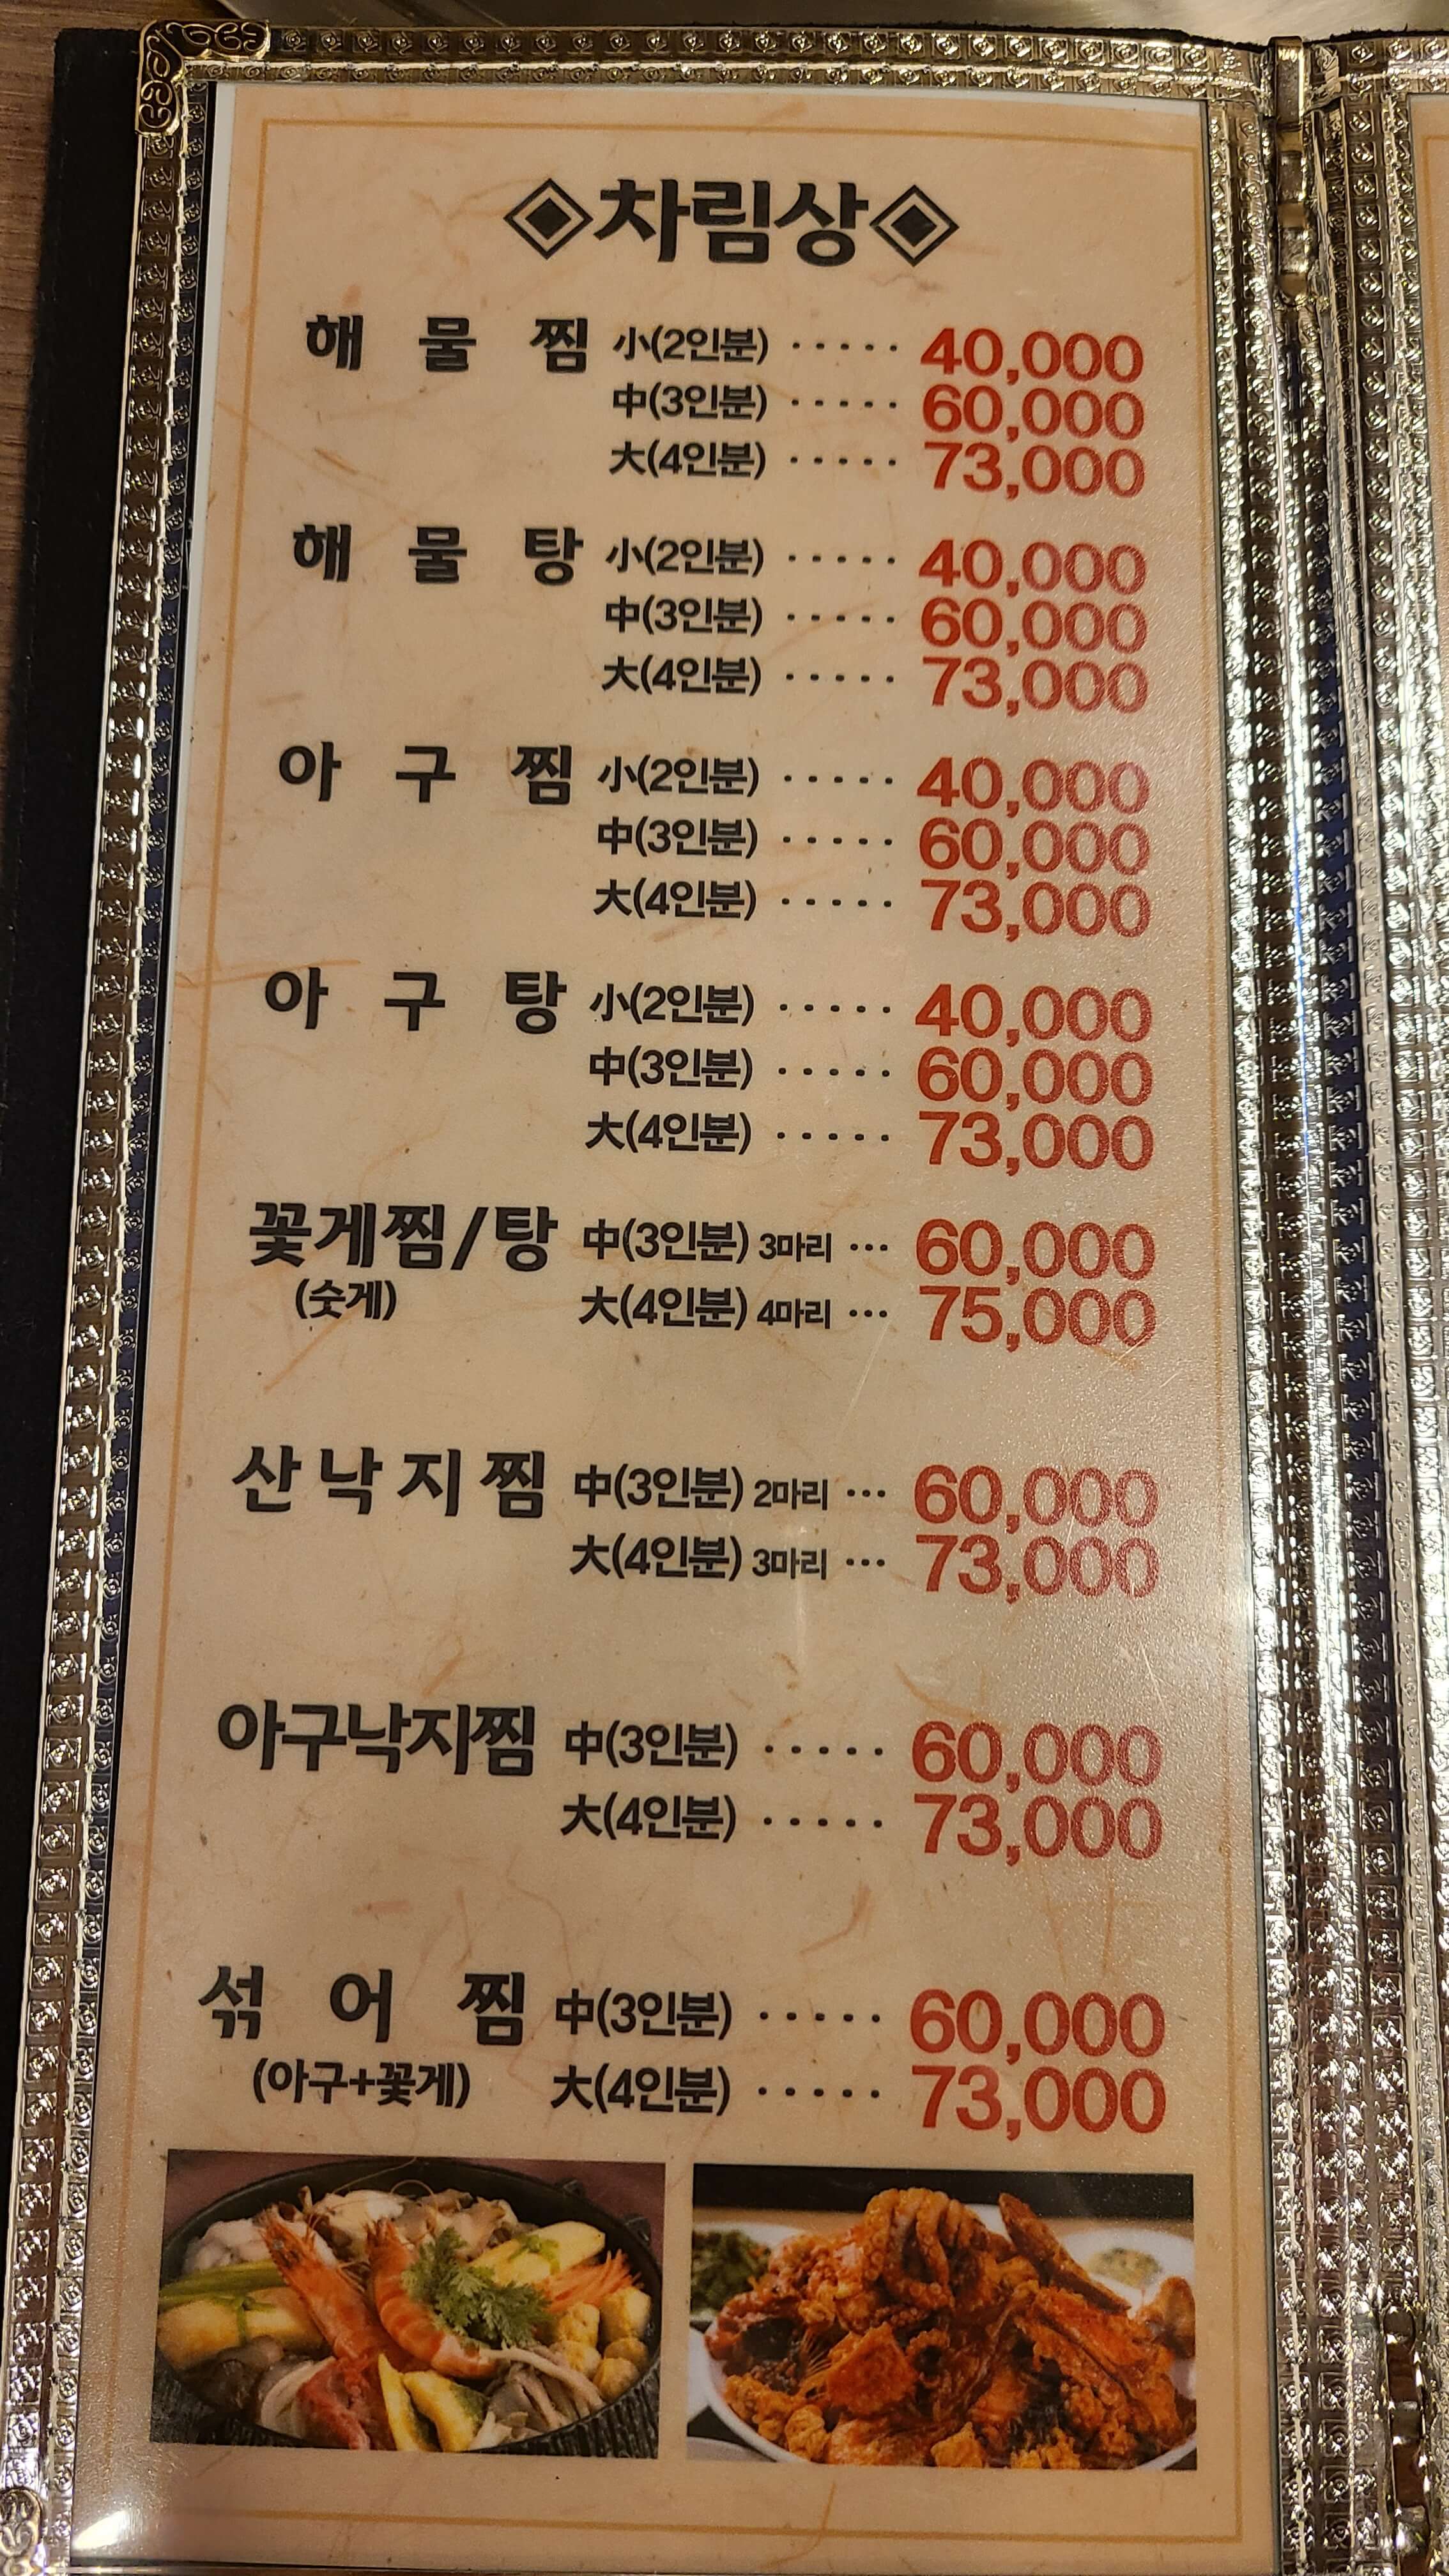 ◈차림상◈
해 물 찜 小(2인분) ····· 40,000
中(3인분) ····· 60,000
大(4인분) ····· 73,000
해 물 탕 小(2인분) ····· 40,000
中(3인분) ····· 60,000
大(4인분) ····· 73,000
아 구 찜 小(2인분) ····· 40,000
中(3인분) ····· 60,000
大(4인분) ····· 73,000
아 구 탕 小(2인분) ····· 40,000
中(3인분) ····· 60,000
大(4인분) ····· 73,000
꽃게찜/탕 中(3인분) 3마리 ··· 60,000
(숫게) 大(4인분) 4마리 ··· 75,000
산낙지찜 中(3인분) 2마리 ··· 60,000
大(4인분) 3마리 ··· 73,000
아구낙지찜 中(3인분) ····· 60,000
大(4인분) ····· 73,000
섞 어 찜 中(3인분) ····· 60,000
(아구+꽃게) 大(4인분) ····· 73,000